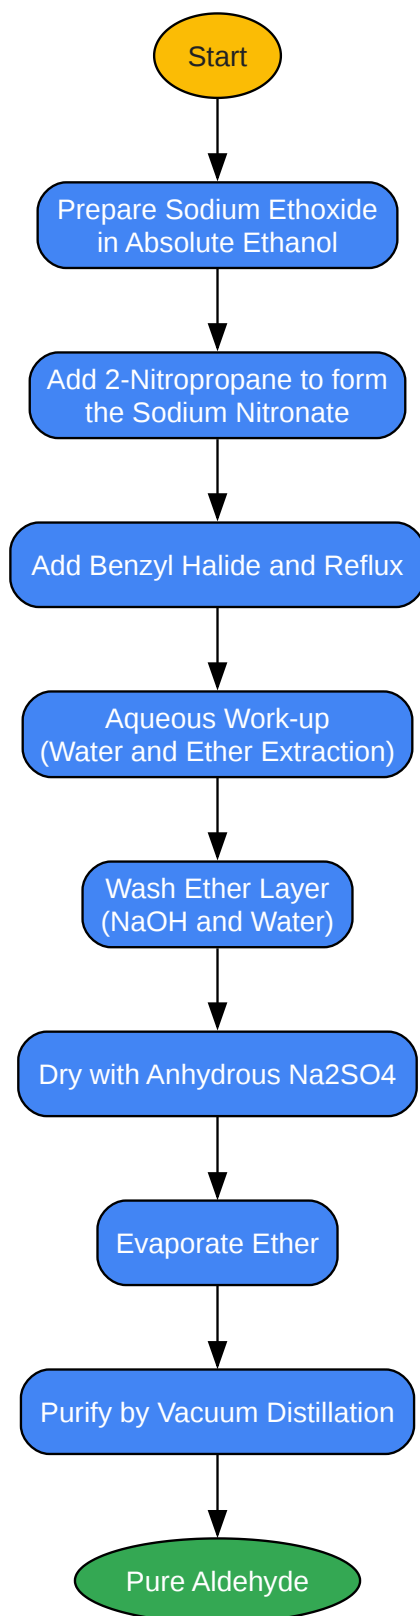 Start
Prepare Sodium Ethoxide
in Absolute Ethanol
Add 2-Nitropropane to form
the Sodium Nitronate
Add Benzyl Halide and Reflux
Aqueous Work-up
(Water and Ether Extraction)
Wash Ether Layer
(NaOH and Water)
Dry with Anhydrous Na2SO4
Evaporate Ether
Purify by Vacuum Distillation
Pure Aldehyde